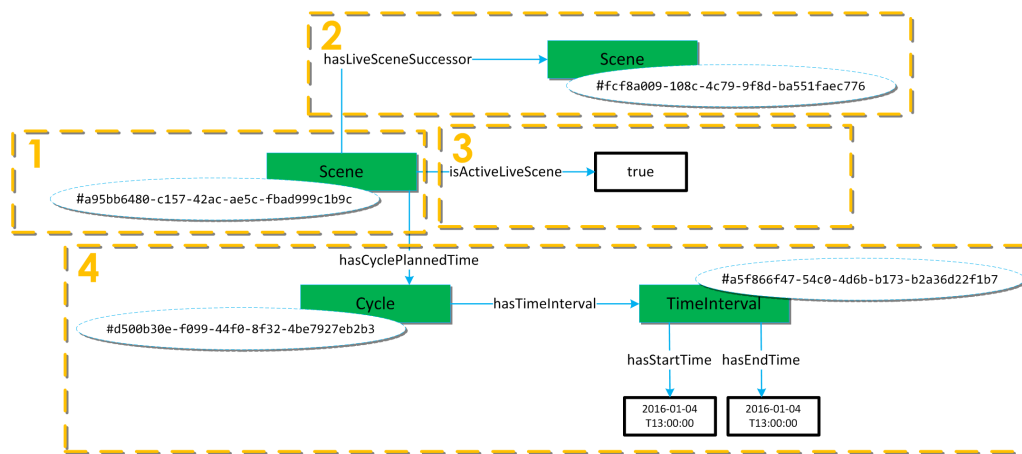 2
hasLiveSceneSuccessor
Scene
#fcf8a009-108c-4c79-9f8d-ba551faec776
1
Scene
#a95bb6480-c157-42ac-ae5c-fbad999c1b9c
3
isActiveLiveScene
true
4
hasCyclePlannedTime
#a5f866f47-54c0-4d6b-b173-b2a36d22f1b7
Cycle
hasTimeInterval
TimeInterval
#d500b30e-f099-44f0-8f32-4be7927eb2b3
hasStartTime
hasEndTime
2016-01-04
T13:00:00
2016-01-04
T13:00:00